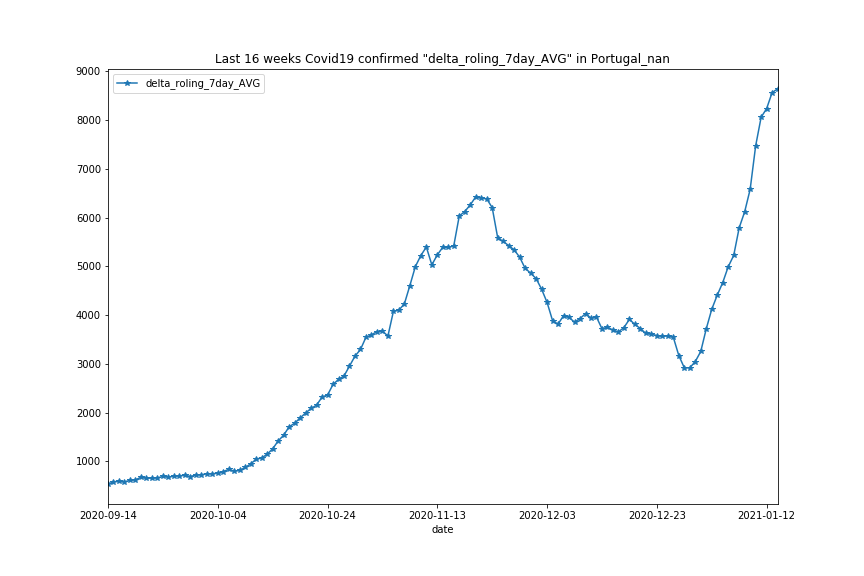 Last 16 weeks Covid19 confirmed "delta_roling_7day_AVG" in Portugal_nan
delta_roling_7day_AVG
9000
8000
7000
6000
5000
4000
3000
2000
1000
2020-09-14 2020-10-04 2020-10-24 2020-11-13 2020-12-03 2020-12-23 2021-01-12
date